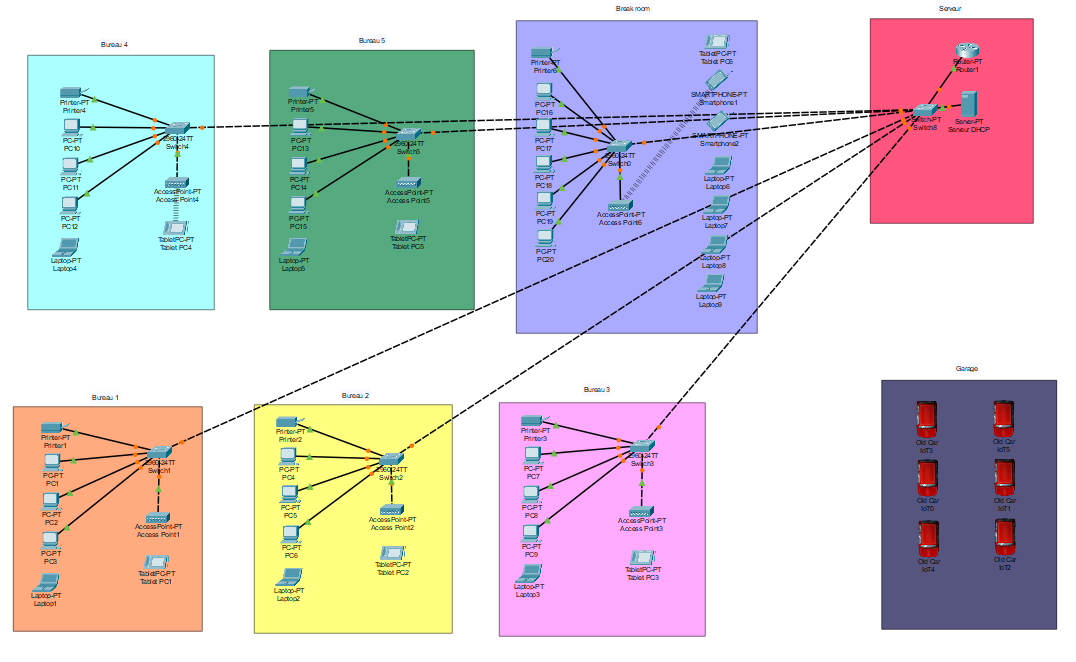 Bureau 4
Printer-PT
Printer4
PC-PT
PC10
PC-PT
PC11
PC-PT
PC12
Laptop-PT
Laptop4
2960-24TT
Switch4
AccessPoint-PT
Access Point4
TabletPC-PT
Tablet PC4
Bureau 5
Printer-PT
Printer5
PC-PT
PC13
PC-PT
PC14
PC-PT
PC15
Laptop-PT
Laptop5
2960-24TT
Switch5
AccessPoint-PT
Access Point5
TabletPC-PT
Tablet PC5
Break room
Printer-PT
Printer6
PC-PT
PC16
PC-PT
PC17
PC-PT
PC18
PC-PT
PC19
PC-PT
PC20
2960-24TT
AccessPoint-PT
Access Point6
TabletPC-PT
Tablet PC6
SMARTPHONE-PT
Smartphone1
SMARTPHONE-PT
Smartphone2
Laptop-PT
Laptop6
Laptop-PT
Laptop7
Laptop-PT
Laptop8
Laptop-PT
Laptop9
Serveur
Router-PT
Router1
Switch-PT
Switch8
Server-PT
Serveur DHCP
Bureau 1
Printer-PT
Printer1
PC-PT
PC1
PC-PT
PC2
PC-PT
PC3
Laptop-PT
Laptop1
2960-24TT
Switch1
AccessPoint-PT
Access Point1
TabletPC-PT
Tablet PC1
Bureau 2
Printer-PT
Printer2
PC-PT
PC4
PC-PT
PC5
PC-PT
PC6
Laptop-PT
Laptop2
2960-24TT
Switch2
AccessPoint-PT
Access Point2
TabletPC-PT
Tablet PC2
Bureau 3
Printer-PT
Printer3
PC-PT
PC7
PC-PT
PC8
PC-PT
PC9
Laptop-PT
Laptop3
2960-24TT
Switch3
AccessPoint-PT
Access Point3
TabletPC-PT
Tablet PC3
Garage
Old Car
IoT3
Old Car
IoT5
Old Car
IoT0
Old Car
IoT1
Old Car
IoT4
Old Car
IoT2